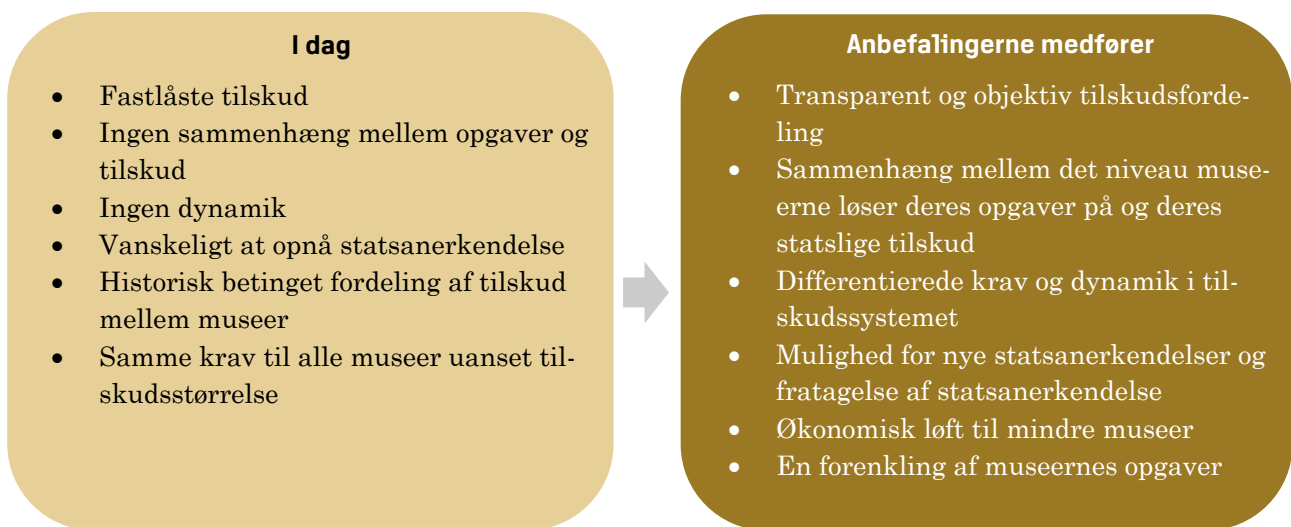 I dag
• Fastlåste tilskud
• Ingen sammenhæng mellem opgaver og
tilskud
• Ingen dynamik
• Vanskeligt at opnå statsanerkendelse
• Historisk betinget fordeling af tilskud
mellem museer
• Samme krav til alle museer uanset til-
skudsstørrelse
Anbefalingerne medfører
• Transparent og objektiv tilskudsforde-
ling
• Sammenhæng mellem det niveau muse-
erne løser deres opgaver på og deres
statslige tilskud
• Differentierede krav og dynamik i til-
skudssystemet
• Mulighed for nye statsanerkendelser og
fratagelse af statsanerkendelse
• Økonomisk løft til mindre museer
• En forenkling af museernes opgaver